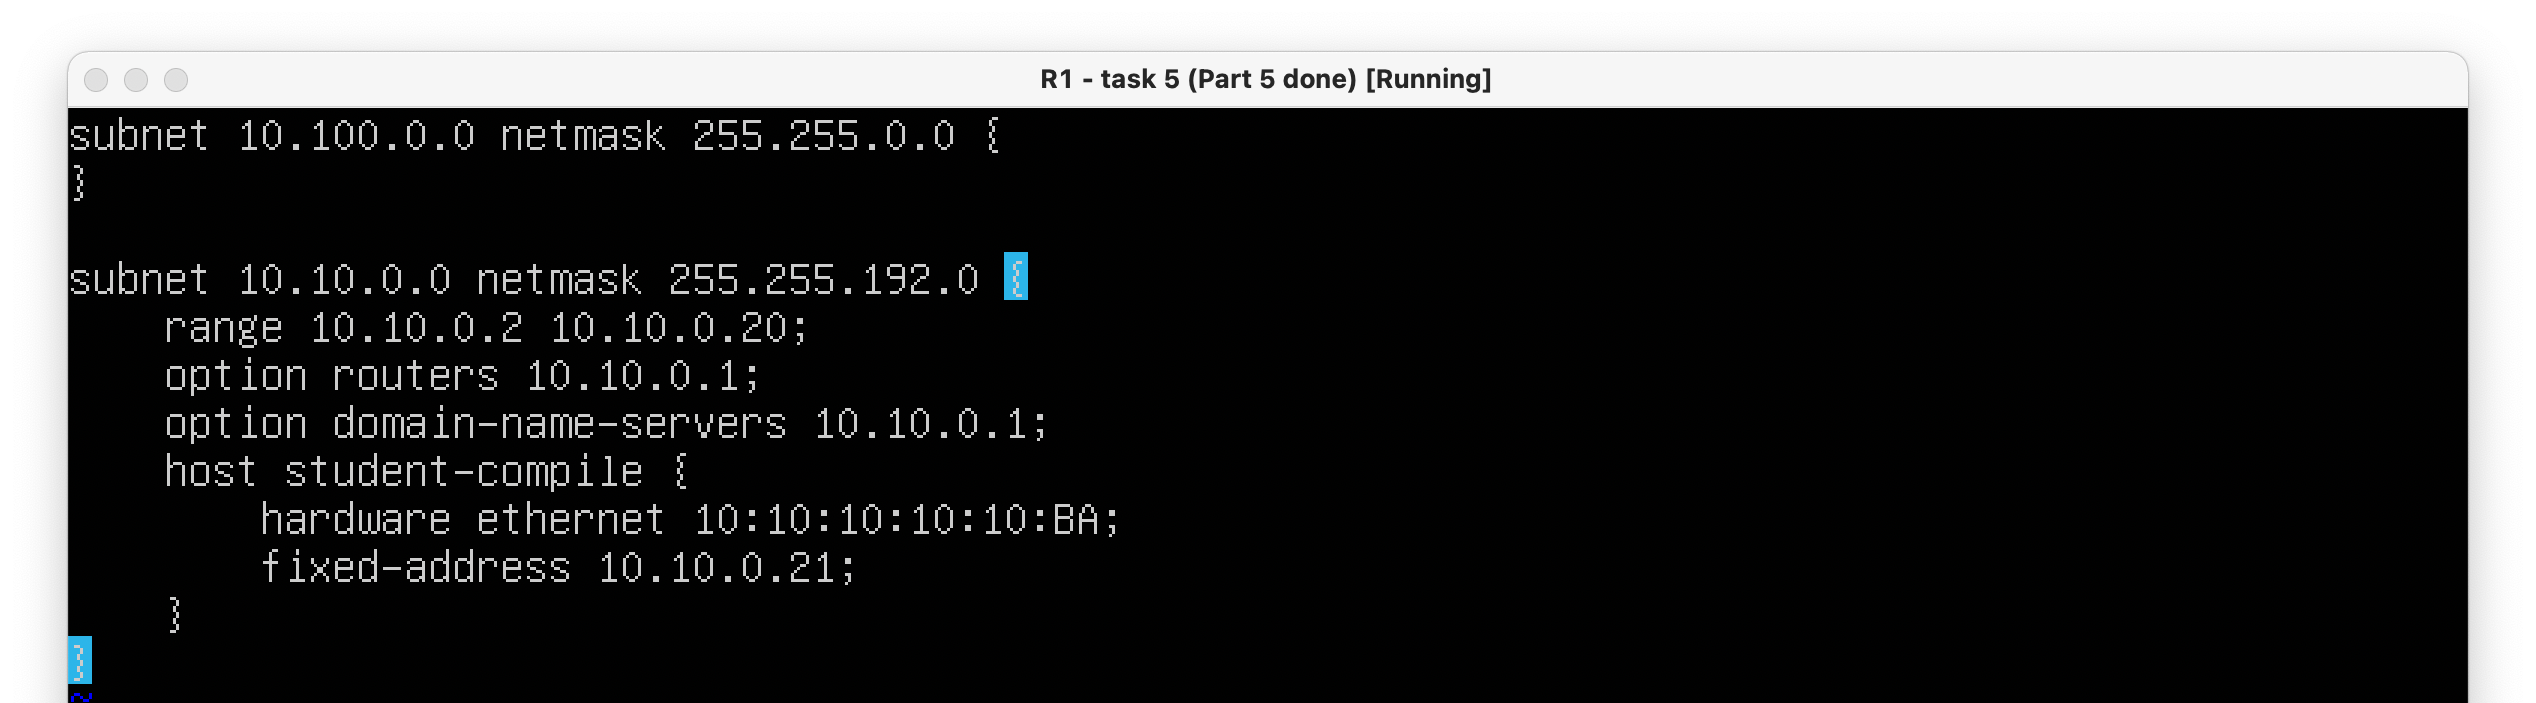 R1 - task 5 (Part 5 done) [Running]
subnet 10.100.0.0 netmask 255.255.0.0 {
}
subnet 10.10.0.0 netmask 255.255.192.0 {
    range 10.10.0.2 10.10.0.20;
    option routers 10.10.0.1;
    option domain-name-servers 10.10.0.1;
    host student-compile {
        hardware ethernet 10:10:10:10:10:BA;
        fixed-address 10.10.0.21;
    }
}
~